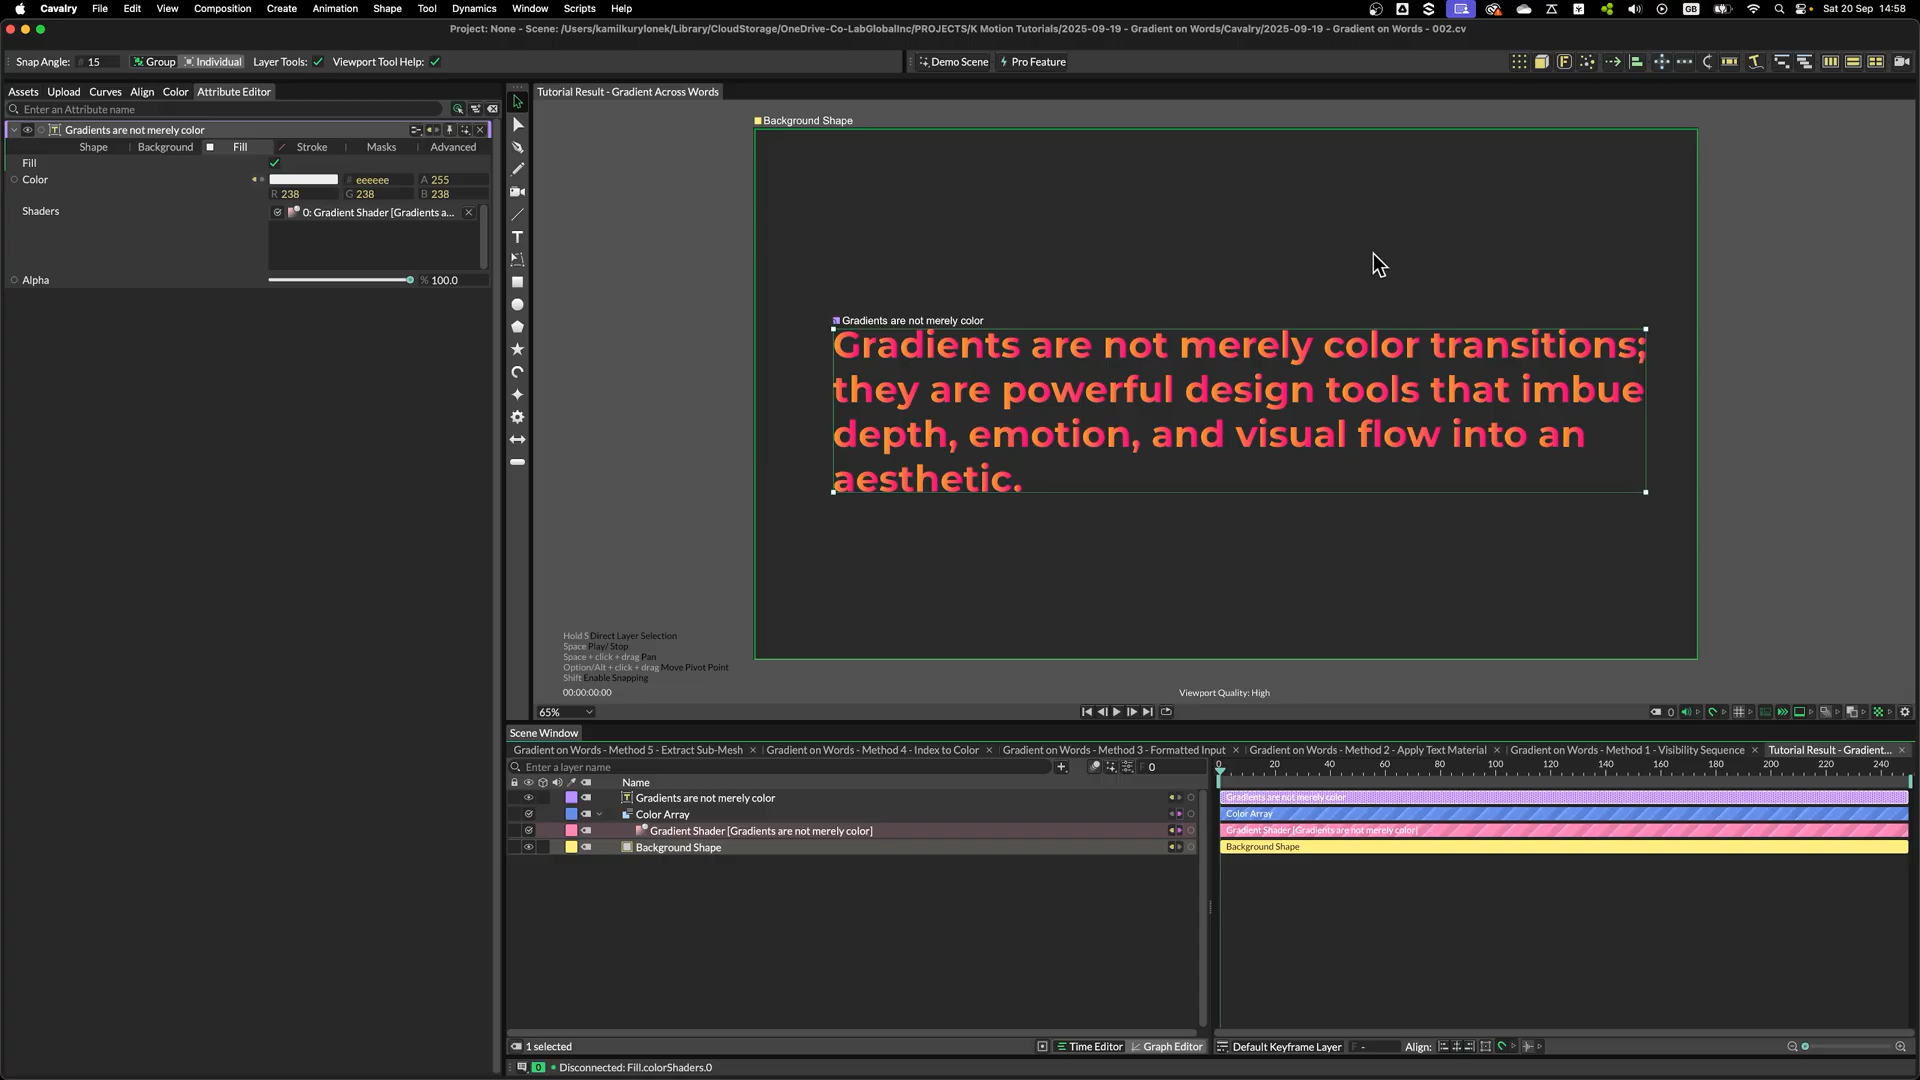 Cavalry File Edit View Composition Create Animation Shape Tool Dynamics Window Scripts Help GB Sat 20 Sep 14:58
Project: None - Scene: /Users/kamilkurylonek/Library/CloudStorage/OneDrive-Co-LabGlobalInc/PROJECTS/K Motion Tutorials/2025-09-19 - Gradient on Words/Cavalry/2025-09-19 - Gradient on Words - 002.cv
Snap Angle: 15 Group Individual Layer Tools: Viewport Tool Help: Demo Scene Pro Feature
Assets Upload Curves Align Color Attribute Editor
Enter an Attribute name
Gradients are not merely color
Shape Background Fill Stroke Masks Advanced
Fill
Color # eeeeee A 255
R 238 G 238 B 238
Shaders 0: Gradient Shader [Gradients a...
Alpha % 100.0
Tutorial Result - Gradient Across Words
Background Shape
Gradients are not merely color
Gradients are not merely color transitions;
they are powerful design tools that imbue
depth, emotion, and visual flow into an
aesthetic.
Hold S Direct Layer Selection
Space Play/ Stop
Space + click + drag Pan
Option/Alt + click + drag Move Pivot Point
Shift Enable Snapping
00:00:00:00
Viewport Quality: High
65% 0
Scene Window
Gradient on Words - Method 5 - Extract Sub-Mesh Gradient on Words - Method 4 - Index to Color Gradient on Words - Method 3 - Formatted Input Gradient on Words - Method 2 - Apply Text Material Gradient on Words - Method 1 - Visibility Sequence Tutorial Result - Gradient...
Enter a layer name F 0 0 20 40 60 80 100 120 140 160 180 200 220 240
Name
Gradients are not merely color Gradients are not merely color
Color Array Color Array
Gradient Shader [Gradients are not merely color] Gradient Shader [Gradients are not merely color]
Background Shape Background Shape
1 selected Time Editor Graph Editor Default Keyframe Layer F - Align:
0 Disconnected: Fill.colorShaders.0